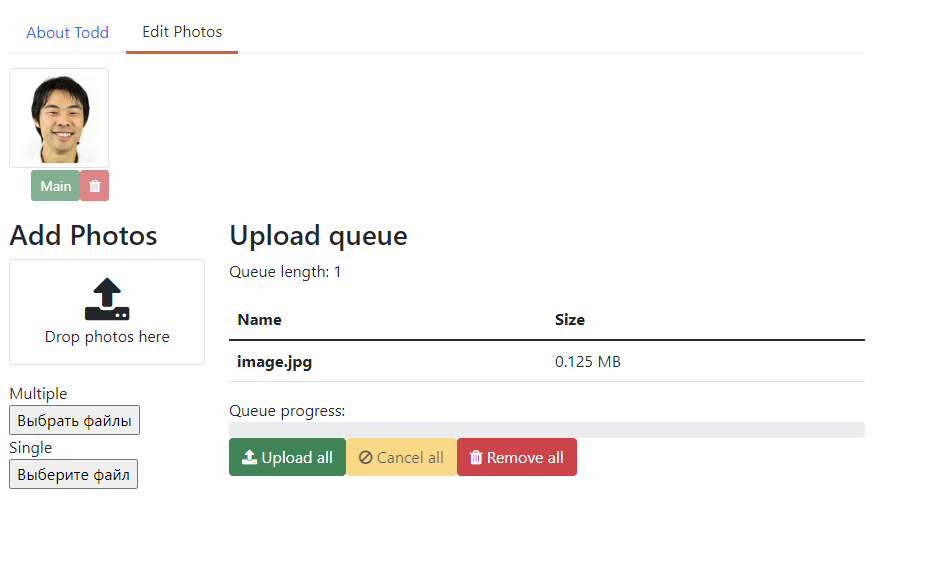 About Todd
Edit Photos
Main
Add Photos
Drop photos here
Multiple
Выбрать файлы
Single
Выберите файл
Upload queue
Queue length: 1
Name Size
image.jpg 0.125 MB
Queue progress:
Upload all Cancel all Remove all